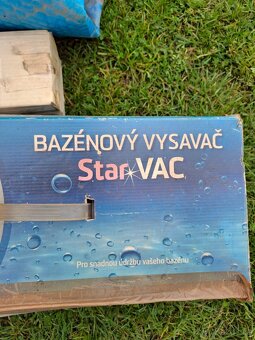 BAZÉNOVÝ VYSAVAČ
StarVAC
Pro snadnou údržbu vašeho bazénu